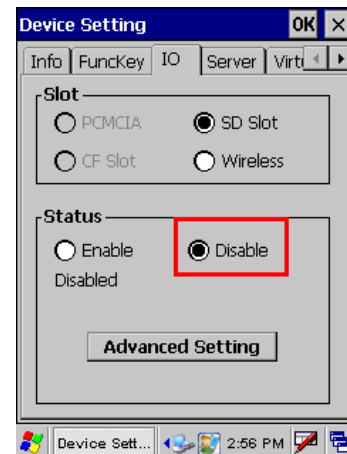 Device Setting OK
Info FuncKey IO Server
Slot
PCMCIA SD Slot
CF Slot Wireless
Status
Enable Disable
Disabled
Advanced Setting
Device Sett... 2:56 PM